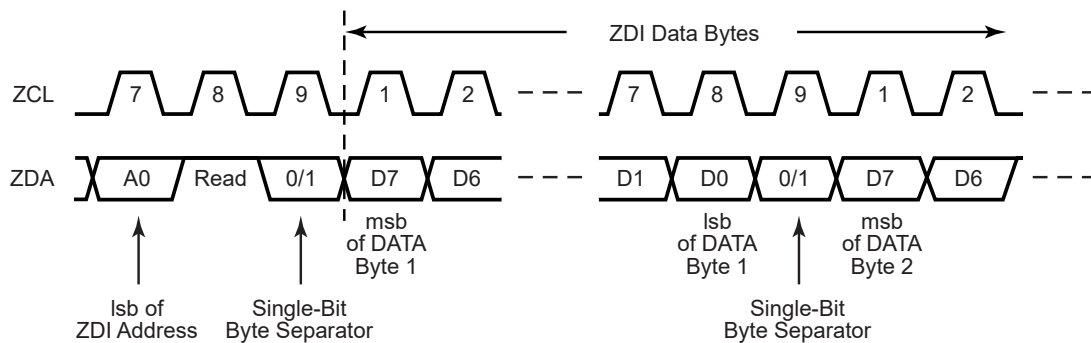 ZDI Data Bytes
ZCL 7 8 9 1 2 7 8 9 1 2
ZDA A0 Read 0/1 D7 D6 D1 D0 0/1 D7 D6
msb
of DATA
Byte 1
lsb
of DATA
Byte 1
msb
of DATA
Byte 2
lsb of
ZDI Address
Single-Bit
Byte Separator
Single-Bit
Byte Separator